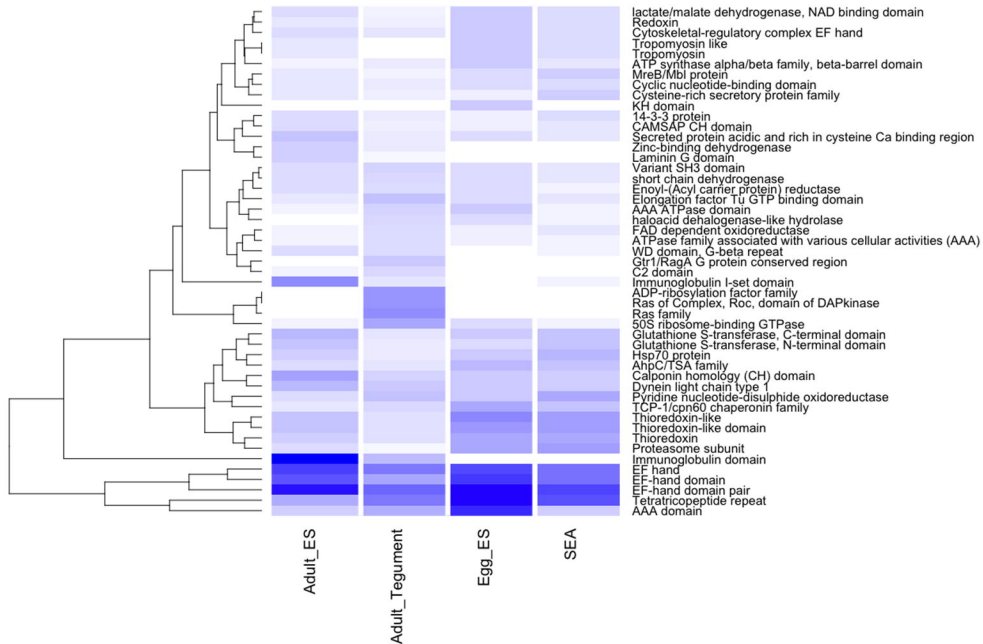 lactate/malate dehydrogenase, NAD binding domain
Redoxin
Cytoskeletal-regulatory complex EF hand
Tropomyosin like
Tropomyosin
ATP synthase alpha/beta family, beta-barrel domain
MreB/Mbl protein
Cyclic nucleotide-binding domain
Cysteine-rich secretory protein family
KH domain
14-3-3 protein
CAMSAP CH domain
Secreted protein acidic and rich in cysteine Ca binding region
Zinc-binding dehydrogenase
Laminin G domain
Variant SH3 domain
short chain dehydrogenase
Enoyl-(Acyl carrier protein) reductase
Elongation factor Tu GTP binding domain
AAA ATPase domain
haloacid dehalogenase-like hydrolase
FAD dependent oxidoreductase
ATPase family associated with various cellular activities (AAA)
WD domain, G-beta repeat
Gtr1/RagA G protein conserved region
C2 domain
Immunoglobulin I-set domain
ADP-ribosylation factor family
Ras of Complex, Roc, domain of DAPkinase
Ras family
50S ribosome-binding GTPase
Glutathione S-transferase, C-terminal domain
Glutathione S-transferase, N-terminal domain
Hsp70 protein
AhpC/TSA family
Calponin homology (CH) domain
Dynein light chain type 1
Pyridine nucleotide-disulphide oxidoreductase
TCP-1/cpn60 chaperonin family
Thioredoxin-like
Thioredoxin-like domain
Thioredoxin
Proteasome subunit
Immunoglobulin domain
EF hand
EF-hand domain
EF-hand domain pair
Tetratricopeptide repeat
AAA domain
Adult_ES
Adult_Tegument
Egg_ES
SEA